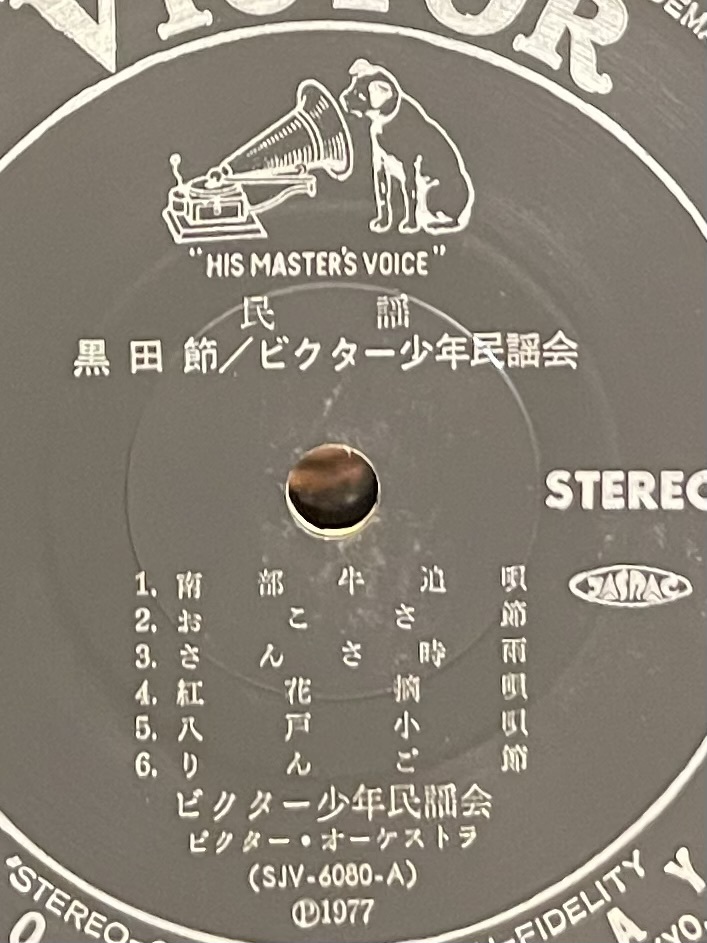 VICTOR
"HIS MASTER'S VOICE"
民 謡
黒田 節／ビクター少年民謡会
STEREO
JASRAC
1. 南部牛追唄
2. おこさ節
3. さんさ時雨
4. 紅花摘唄
5. 八戸小唄
6. りんご節
ビクター少年民謡会
ビクター・オーケストラ
(SJV-6080-A)
Ⓟ1977
"STEREO-
-FIDELITY